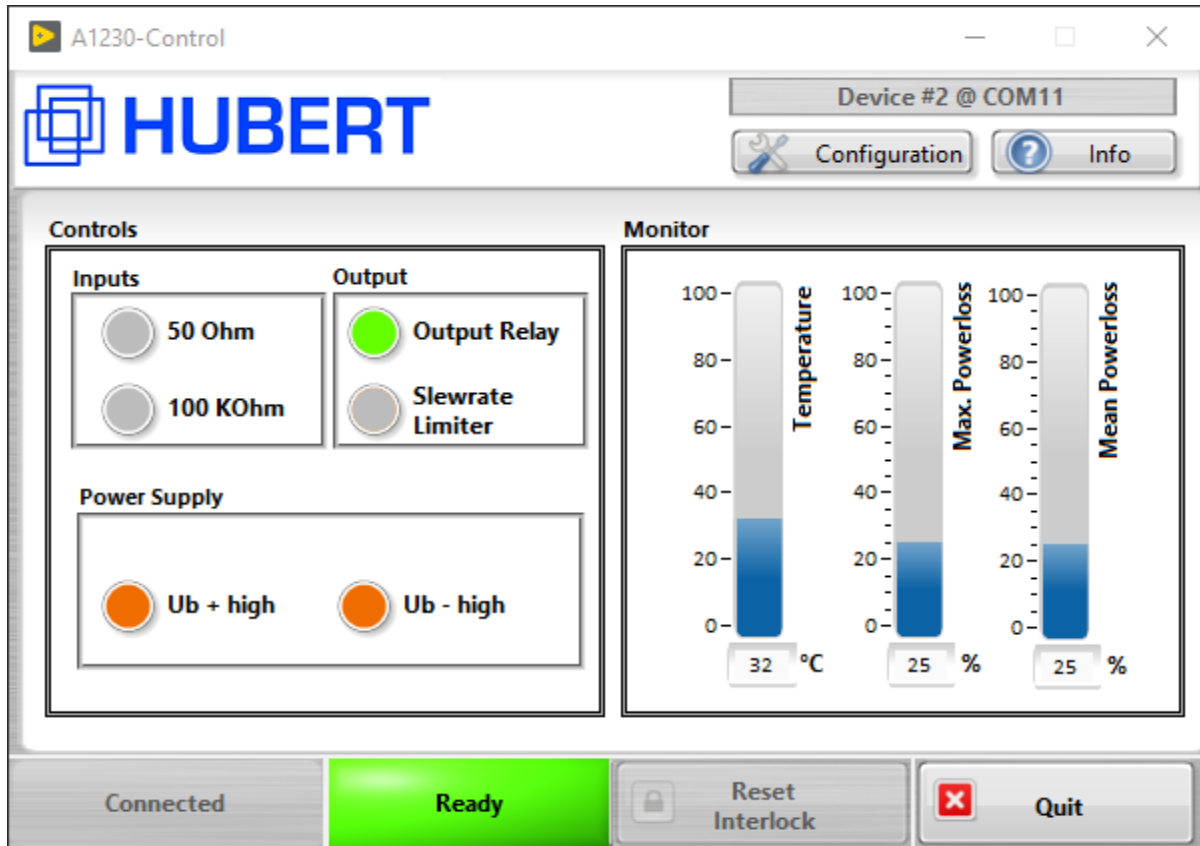 A1230-Control
HUBERT
Device #2 @ COM11
Configuration
Info
Controls
Inputs
50 Ohm
100 KOhm
Output
Output Relay
Slewrate
Limiter
Power Supply
Ub + high
Ub - high
Monitor
100
80
60
40
20
0
Temperature
32 °C
100
80
60
40
20
0
Max. Powerloss
25 %
100
80
60
40
20
0
Mean Powerloss
25 %
Connected
Ready
Reset
Interlock
Quit